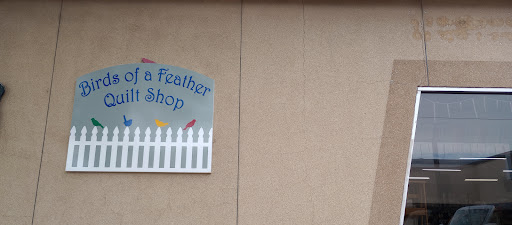 Birds of a Feather
Quilt Shop